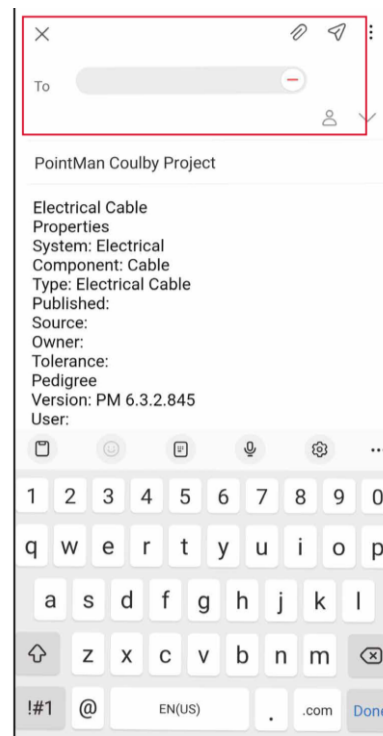 To
PointMan Coulby Project
Electrical Cable
Properties
System: Electrical
Component: Cable
Type: Electrical Cable
Published:
Source:
Owner:
Tolerance:
Pedigree
Version: PM 6.3.2.845
User:
1 2 3 4 5 6 7 8 9 0
q w e r t y u i o p
a s d f g h j k l
z x c v b n m
!#1 @ EN(US) . .com Done